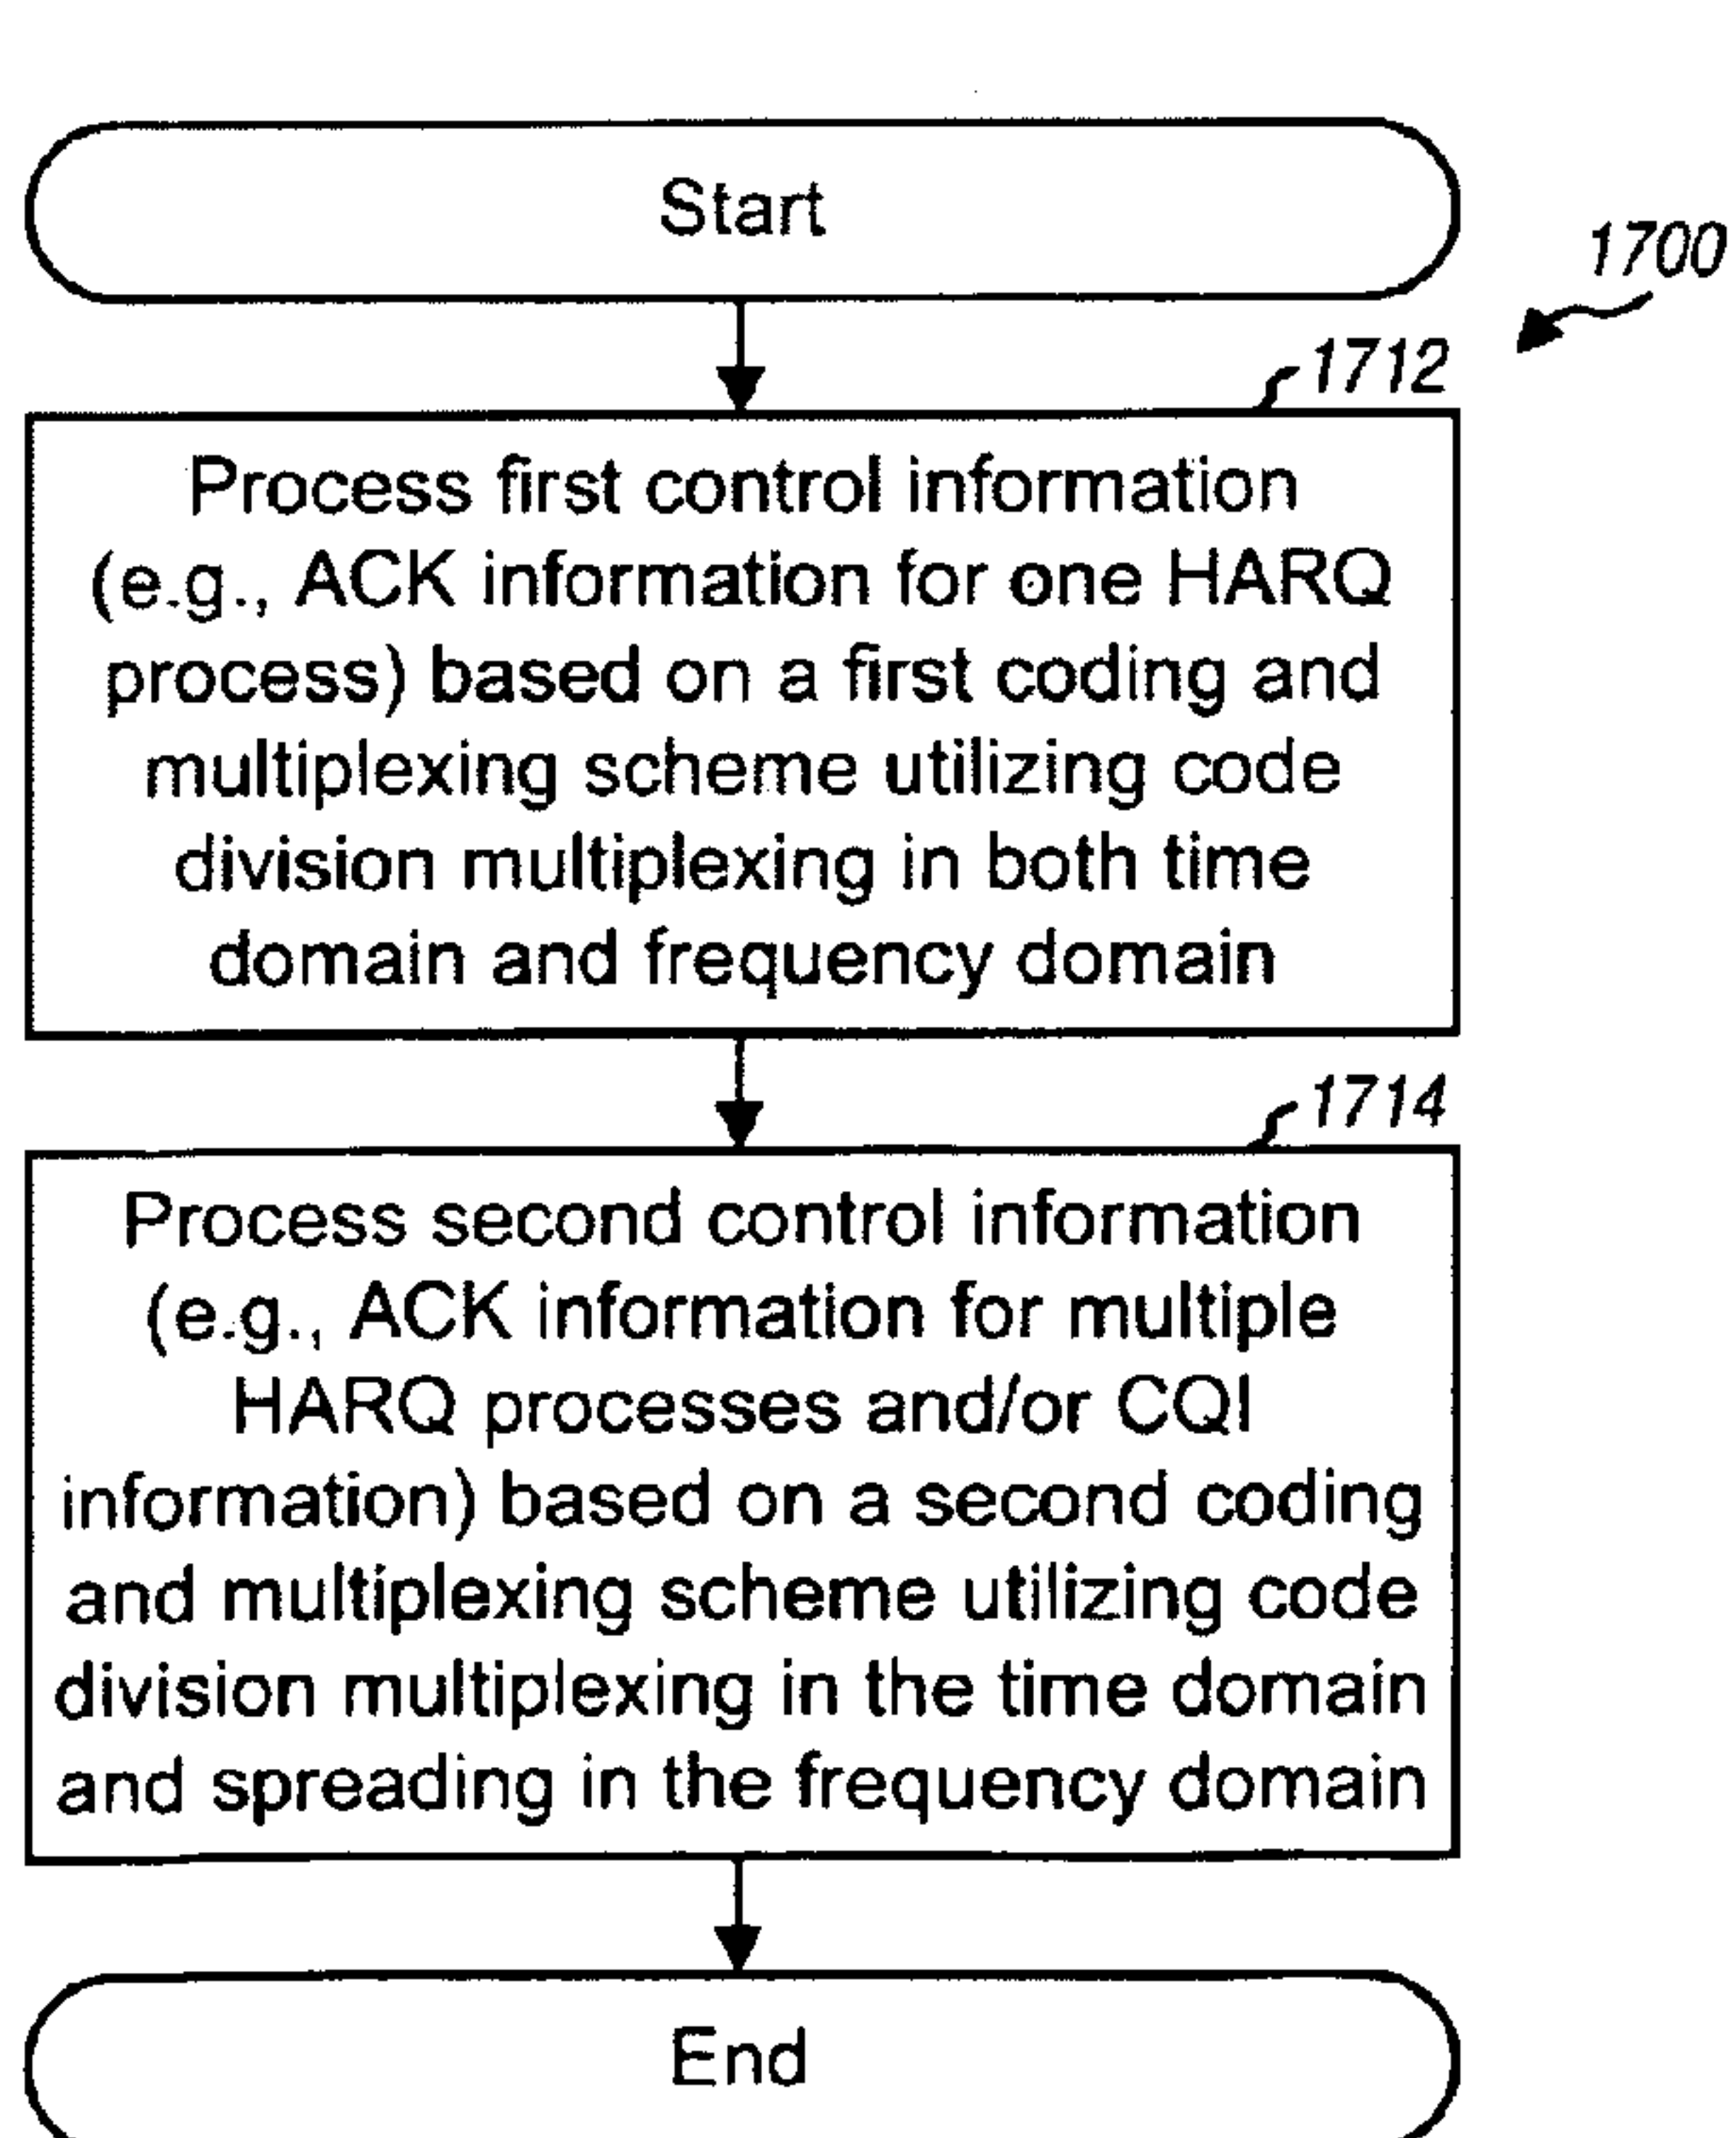 Start
1700
1712
Process first control information
(e.g., ACK information for one HARQ
process) based on a first coding and
multiplexing scheme utilizing code
division multiplexing in both time
domain and frequency domain
1714
Process second control information
(e.g., ACK information for multiple
HARQ processes and/or CQI
information) based on a second coding
and multiplexing scheme utilizing code
division multiplexing in the time domain
and spreading in the frequency domain
End